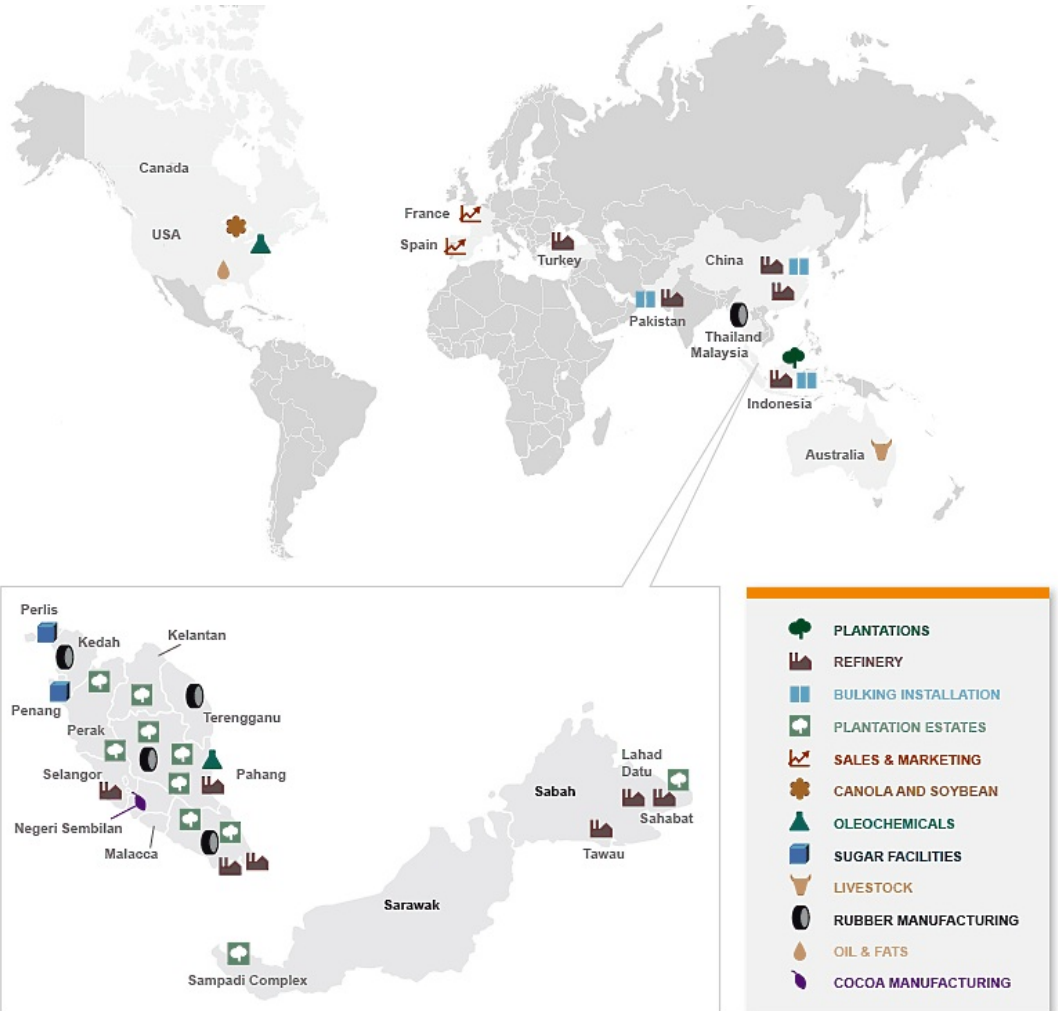 Canada
USA
France
Spain
Turkey
China
Pakistan
Thailand
Malaysia
Indonesia
Australia
Perlis
Kedah
Kelantan
Penang
Terengganu
Perak
Selangor
Pahang
Negeri Sembilan
Malacca
Lahad
Datu
Sabah
Sahabat
Tawau
Sarawak
Sampadi Complex
PLANTATIONS
REFINERY
BULKING INSTALLATION
PLANTATION ESTATES
SALES & MARKETING
CANOLA AND SOYBEAN
OLEOCHEMICALS
SUGAR FACILITIES
LIVESTOCK
RUBBER MANUFACTURING
OIL & FATS
COCOA MANUFACTURING